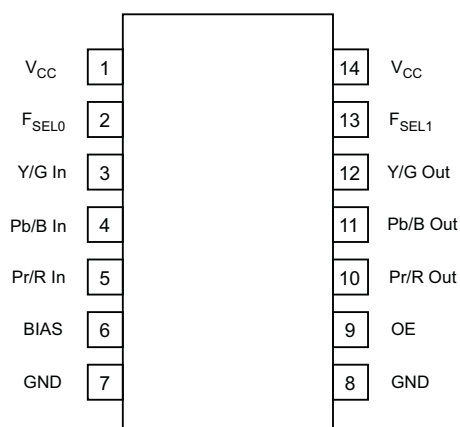 V_CC 1 14 V_CC
F_SEL0 2 13 F_SEL1
Y/G In 3 12 Y/G Out
Pb/B In 4 11 Pb/B Out
Pr/R In 5 10 Pr/R Out
BIAS 6 9 OE
GND 7 8 GND